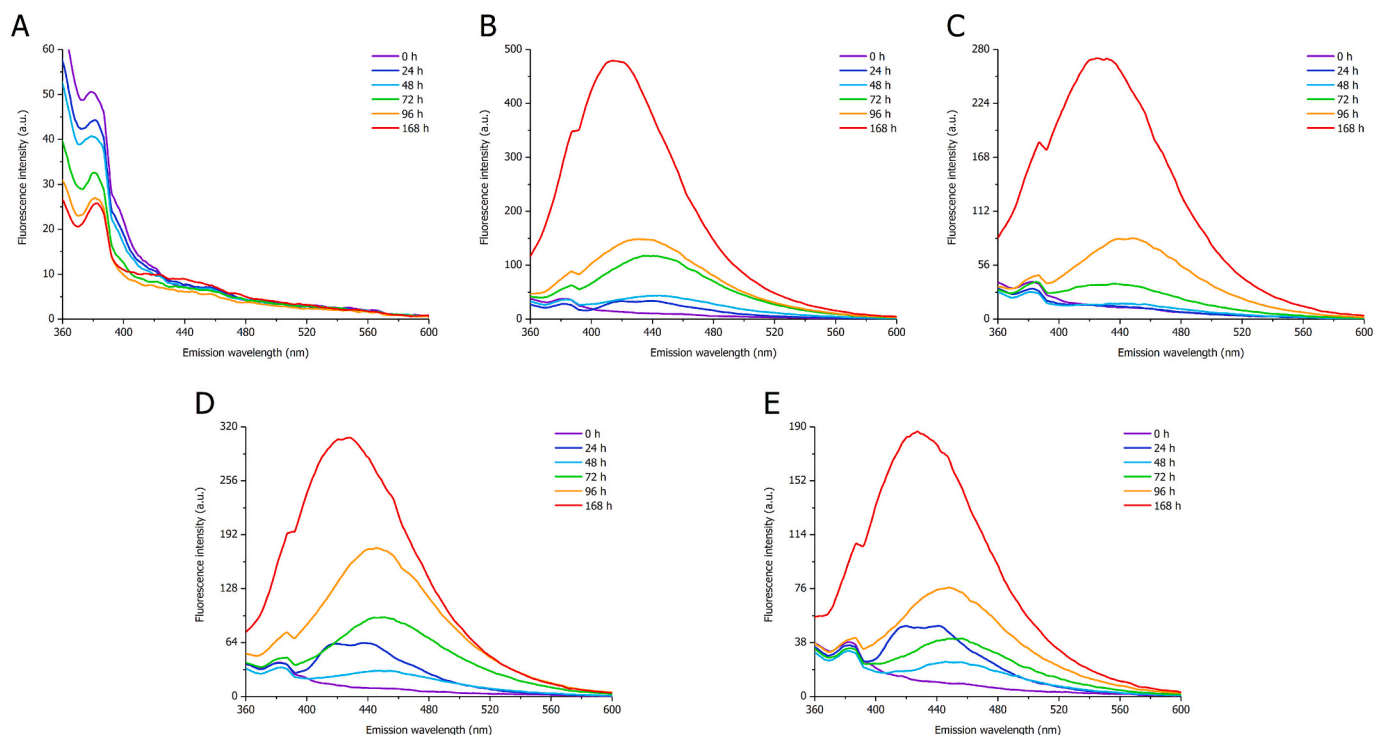 A
Fluorescence intensity (a.u.)
60
50
40
30
20
10
0
360
400
440
480
520
560
600
Emission wavelength (nm)
0 h
24 h
48 h
72 h
96 h
168 h
B
Fluorescence intensity (a.u.)
500
400
300
200
100
0
360
400
440
480
520
560
600
Emission wavelength (nm)
0 h
24 h
48 h
72 h
96 h
168 h
C
Fluorescence intensity (a.u.)
280
224
168
112
56
0
360
400
440
480
520
560
600
Emission wavelength (nm)
0 h
24 h
48 h
72 h
96 h
168 h
D
Fluorescence intensity (a.u.)
320
256
192
128
64
0
360
400
440
480
520
560
600
Emission wavelength (nm)
0 h
24 h
48 h
72 h
96 h
168 h
E
Fluorescence intensity (a.u.)
190
152
114
76
38
0
360
400
440
480
520
560
600
Emission wavelength (nm)
0 h
24 h
48 h
72 h
96 h
168 h